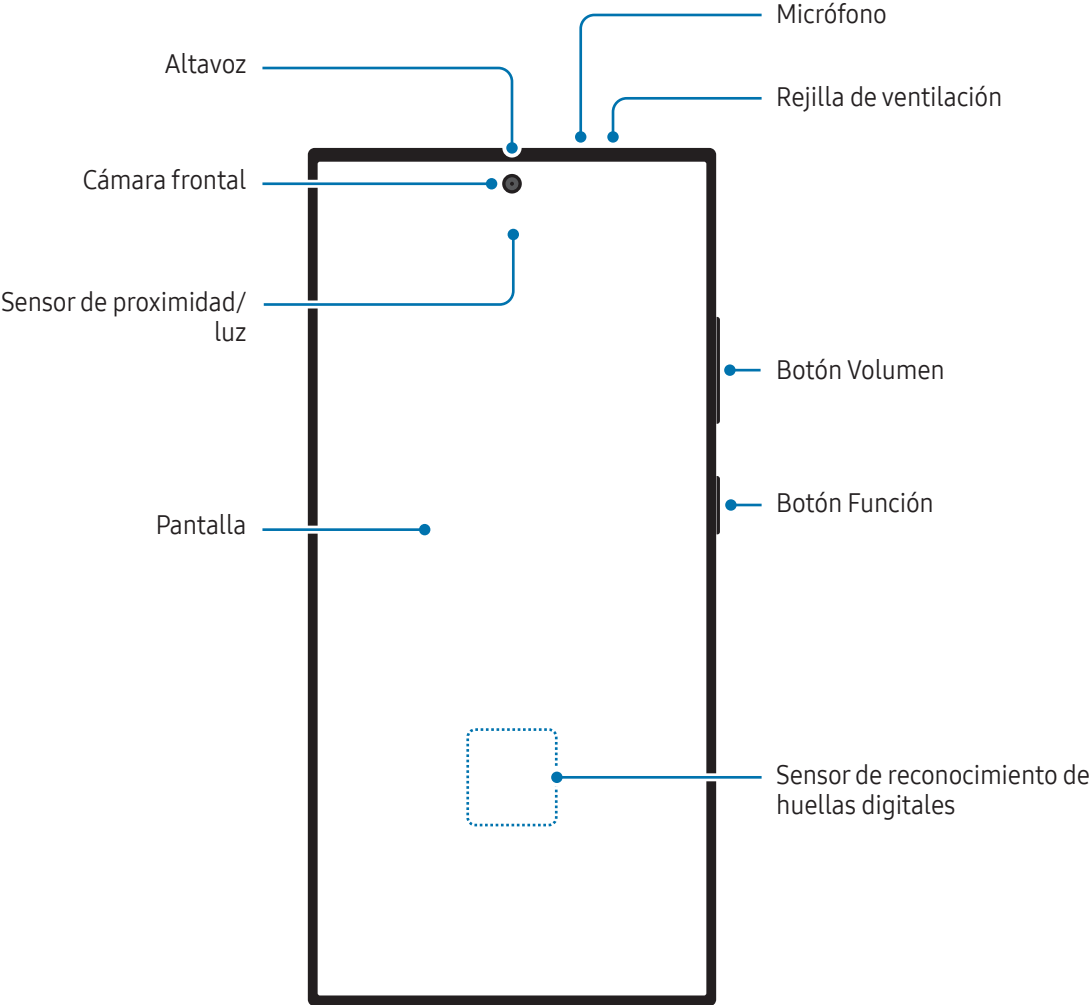 Micrófono
Altavoz
Rejilla de ventilación
Cámara frontal
Sensor de proximidad/
luz
Botón Volumen
Botón Función
Pantalla
Sensor de reconocimiento de
huellas digitales